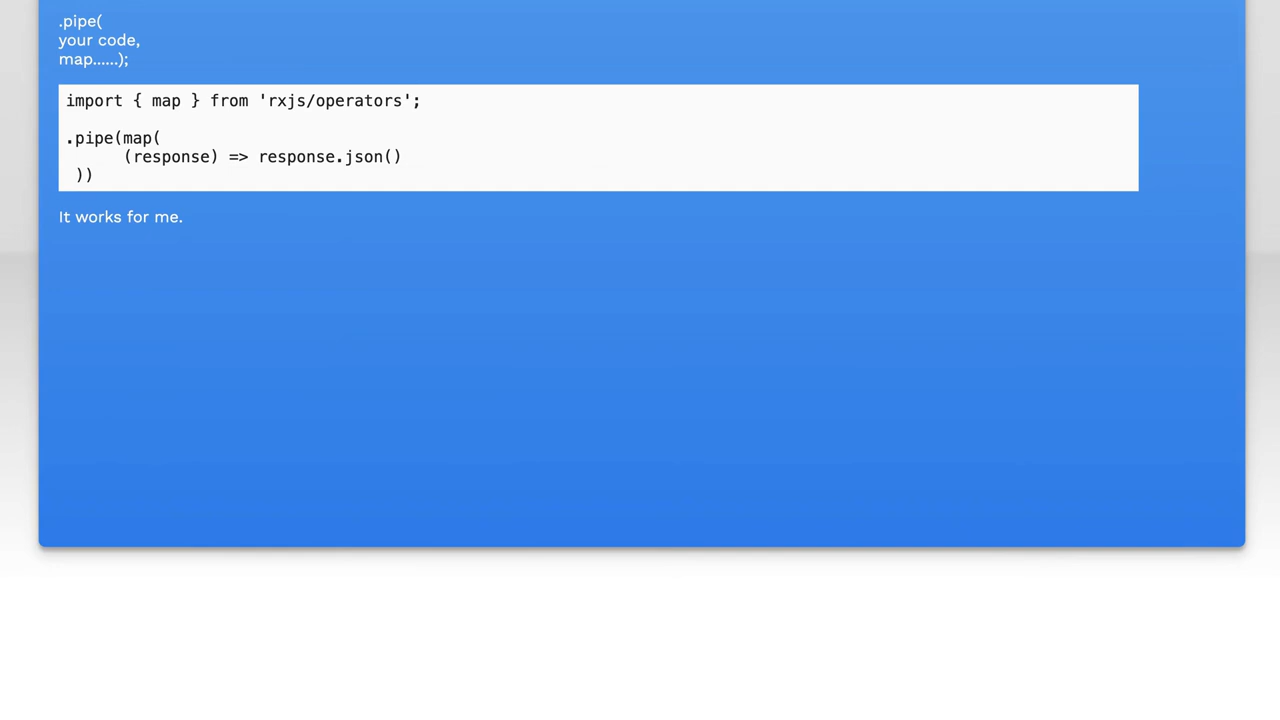 .pipe(
your code,
map......);
import { map } from 'rxjs/operators';
.pipe(map(
(response) => response.json()
))
It works for me.